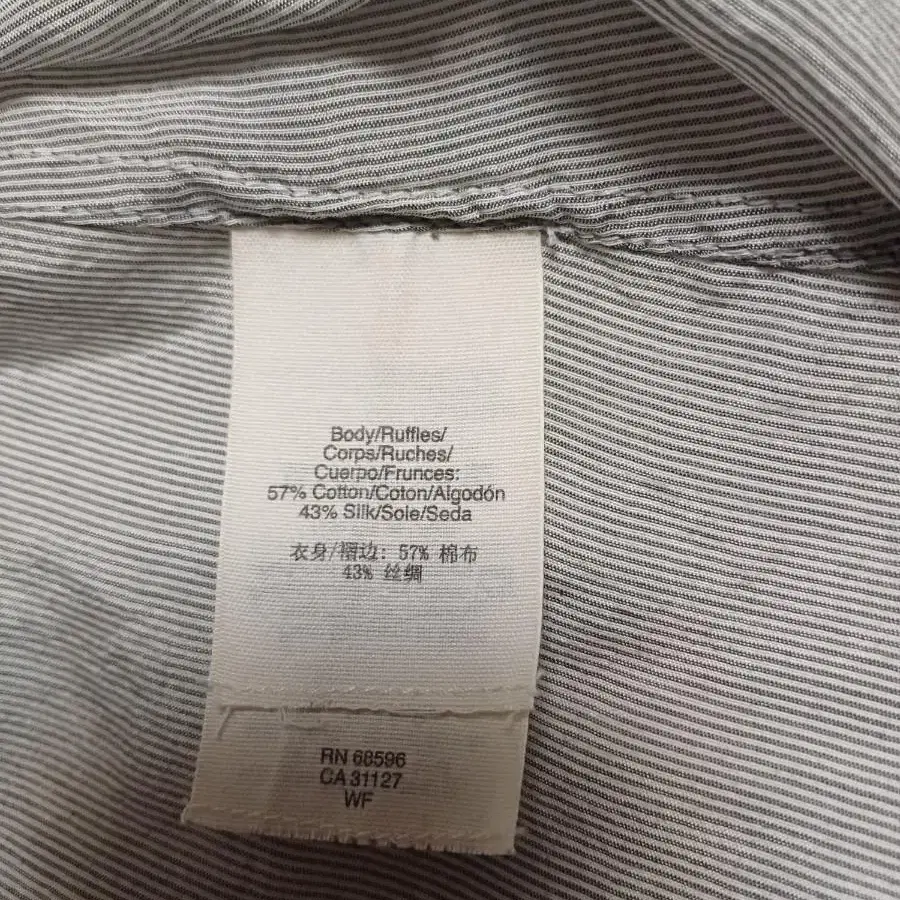 Body/Ruffles/
Corps/Ruches/
Cuerpo/Frunces:
57% Cotton/Coton/Algodón
43% Silk/Soie/Seda
衣身/褶边: 57% 棉布
43% 丝绸
RN 68596
CA 31127
WF